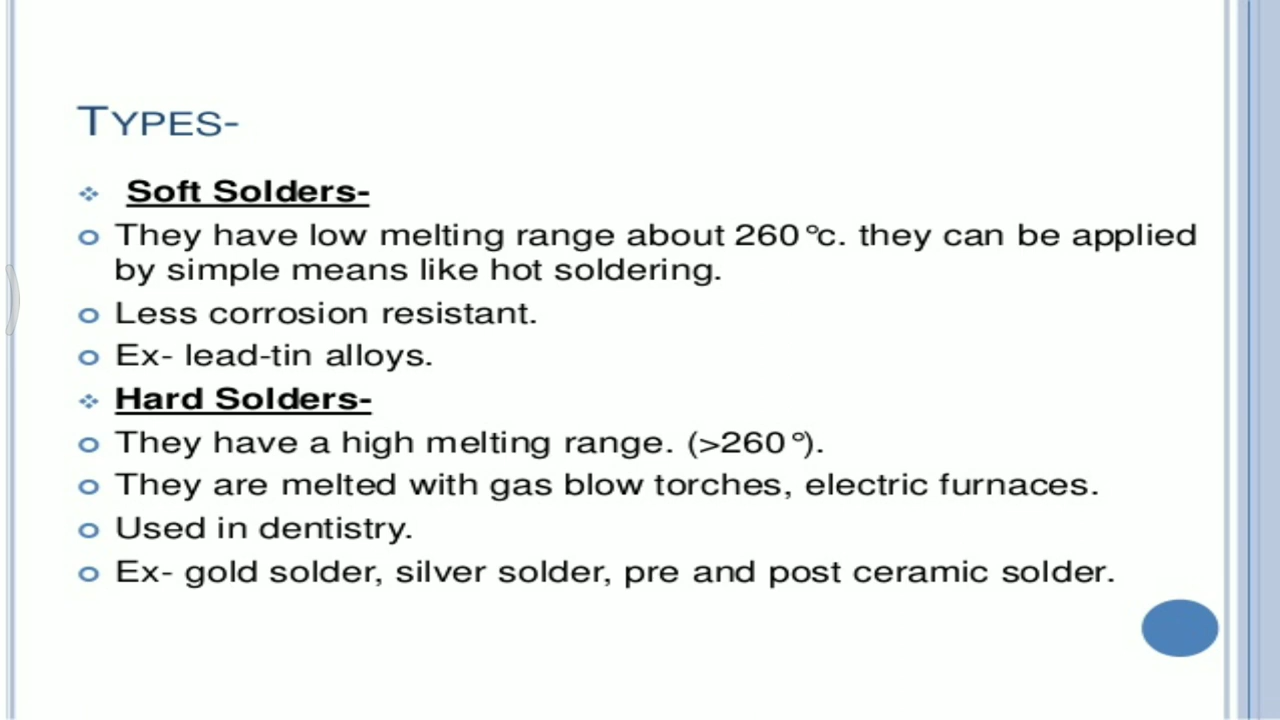 TYPES-
Soft Solders-
They have low melting range about 260°c. they can be applied
by simple means like hot soldering.
Less corrosion resistant.
Ex- lead-tin alloys.
Hard Solders-
They have a high melting range. (>260°).
They are melted with gas blow torches, electric furnaces.
Used in dentistry.
Ex- gold solder, silver solder, pre and post ceramic solder.